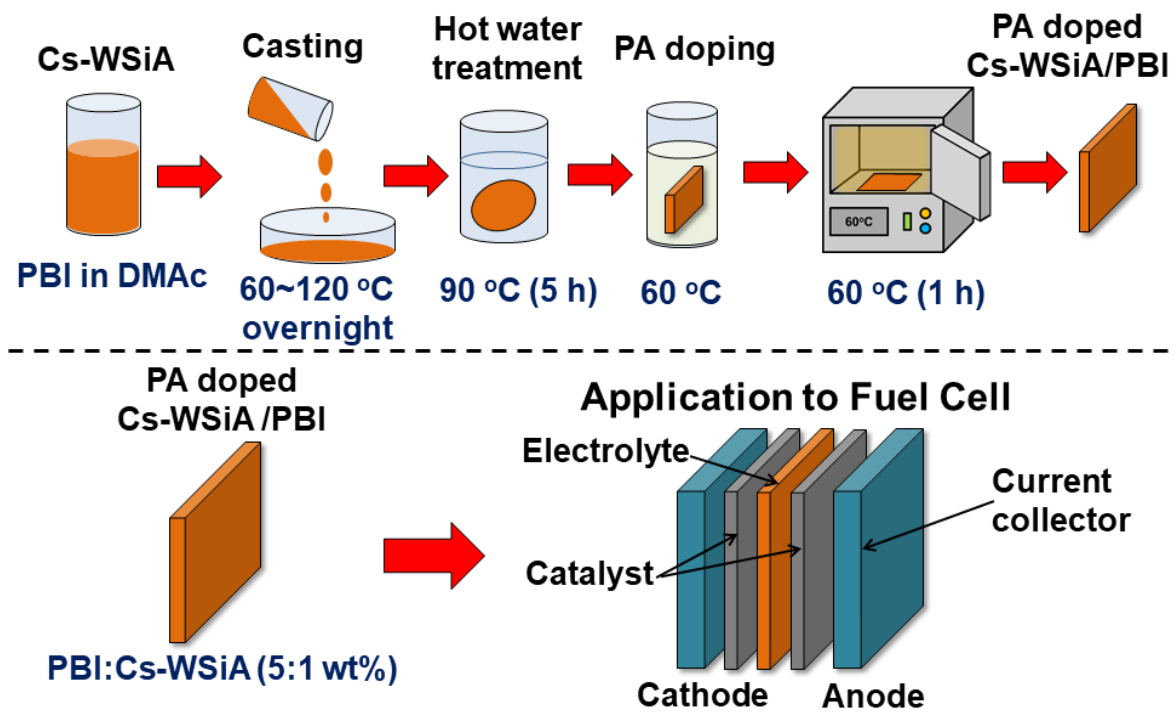 Cs-WSiA
PBI in DMAc
Casting
60~120 °C
overnight
Hot water
treatment
90 °C (5 h)
PA doping
60 °C
60°C
60 °C (1 h)
PA doped
Cs-WSiA/PBI
PA doped
Cs-WSiA /PBI
PBI:Cs-WSiA (5:1 wt%)
Application to Fuel Cell
Electrolyte
Current
collector
Catalyst
Cathode
Anode